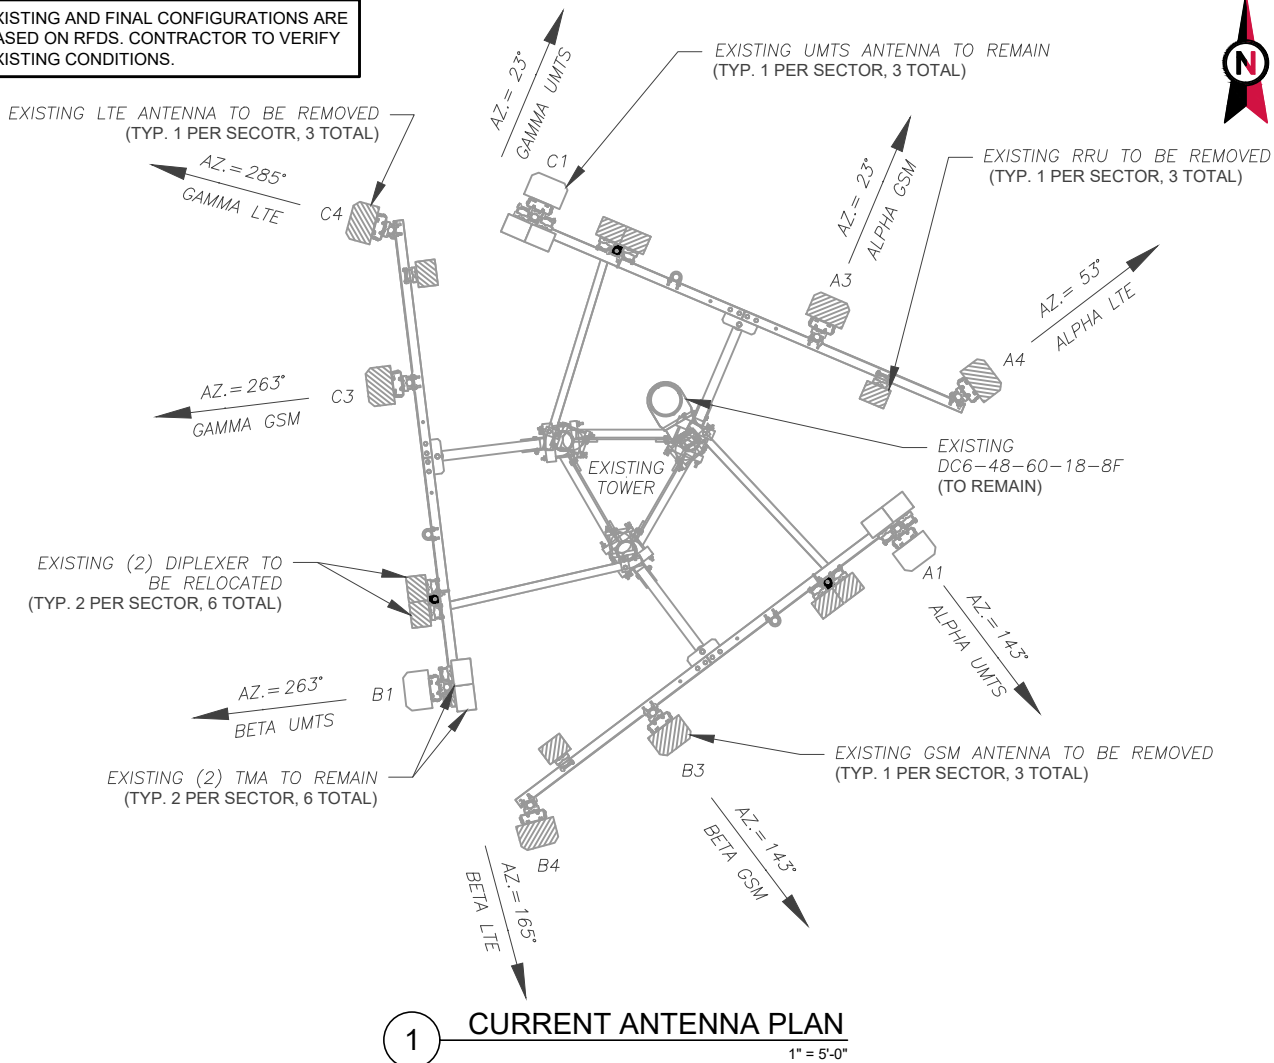 XISTING AND FINAL CONFIGURATIONS ARE
ASED ON RFDS. CONTRACTOR TO VERIFY
XISTING CONDITIONS.
N
EXISTING UMTS ANTENNA TO REMAIN
(TYP. 1 PER SECTOR, 3 TOTAL)
AZ.= 23°
GAMMA UMTS
EXISTING LTE ANTENNA TO BE REMOVED
(TYP. 1 PER SECOTR, 3 TOTAL)
AZ.= 285°
GAMMA LTE
C4
C1
AZ.= 23°
ALPHA GSM
EXISTING RRU TO BE REMOVED
(TYP. 1 PER SECTOR, 3 TOTAL)
A3
AZ.= 53°
ALPHA LTE
A4
AZ.= 263°
GAMMA GSM
C3
EXISTING
TOWER
EXISTING
DC6-48-60-18-8F
(TO REMAIN)
EXISTING (2) DIPLEXER TO
BE RELOCATED
(TYP. 2 PER SECTOR, 6 TOTAL)
A1
AZ.= 143°
ALPHA UMTS
AZ.= 263°
BETA UMTS
B1
EXISTING (2) TMA TO REMAIN
(TYP. 2 PER SECTOR, 6 TOTAL)
EXISTING GSM ANTENNA TO BE REMOVED
(TYP. 1 PER SECTOR, 3 TOTAL)
B3
AZ.= 143°
BETA GSM
B4
AZ.= 165°
BETA LTE
1
CURRENT ANTENNA PLAN
1" = 5'-0"